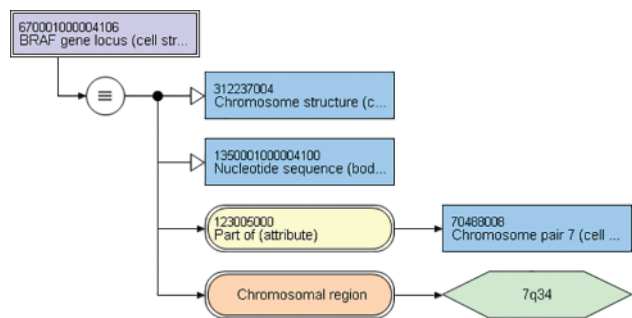 670001000004106
BRAF gene locus (cell str...
≡
312237004
Chromosome structure (c...
1350001000004100
Nucleotide sequence (bod...
123005000
Part of (attribute)
70488008
Chromosome pair 7 (cell ...
Chromosomal region
7q34